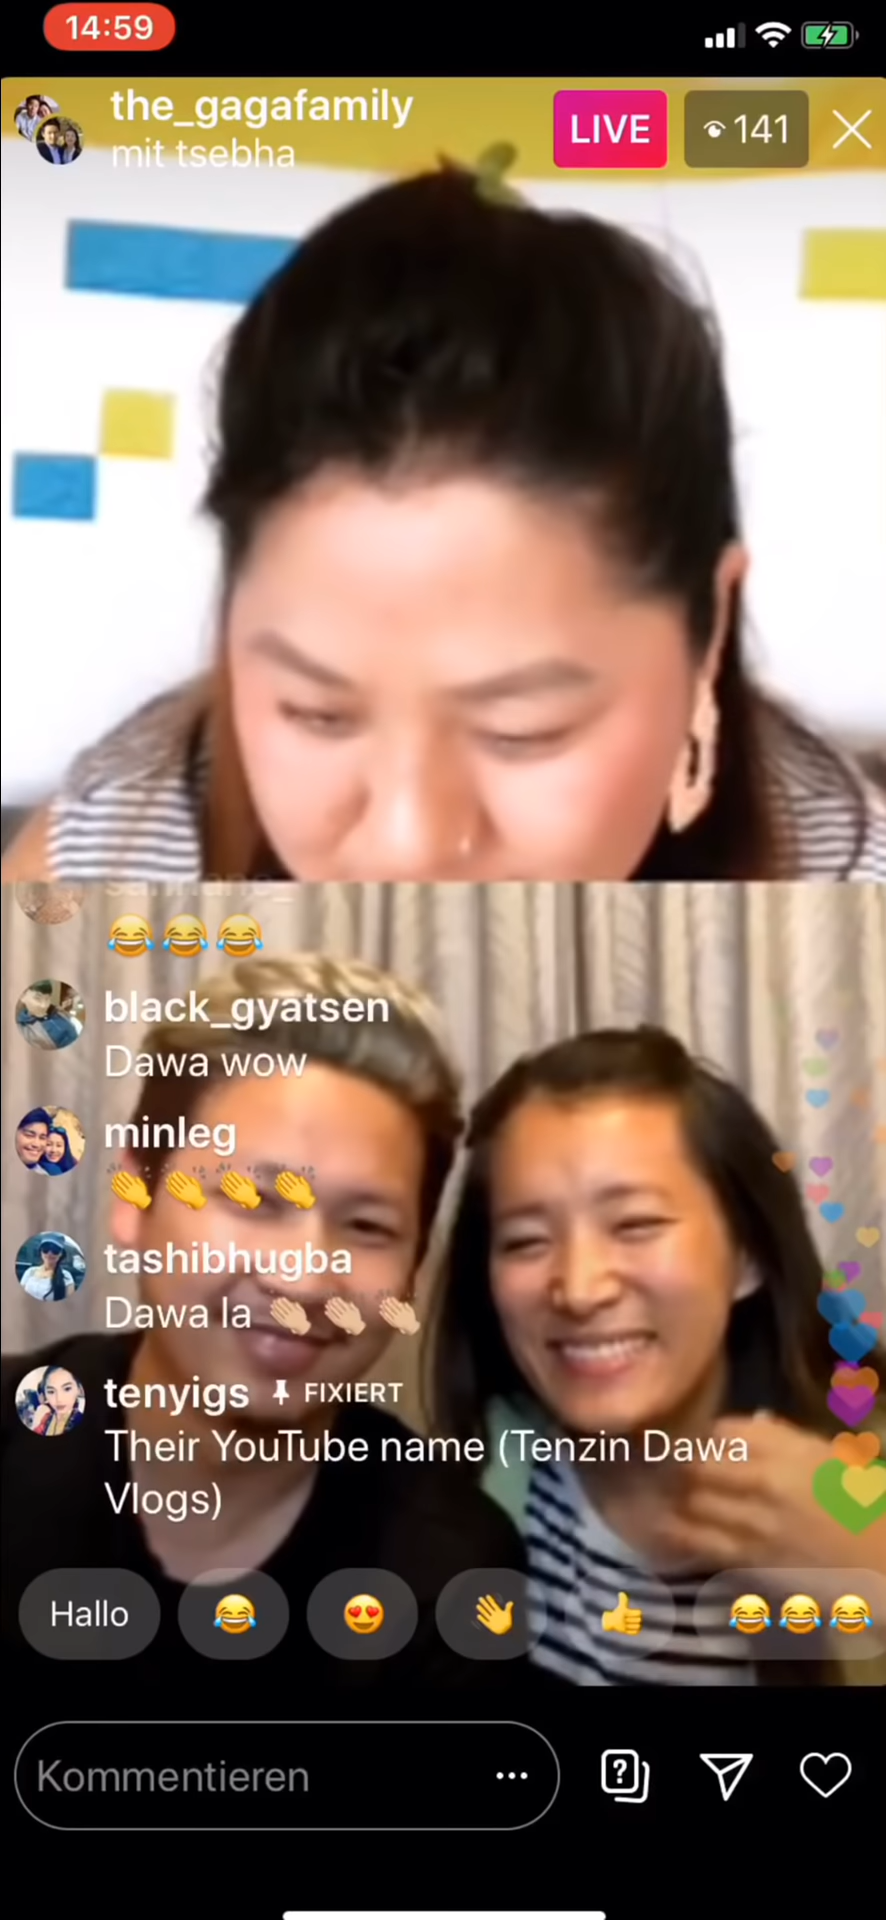 14:59
the_gagafamily
mit tsebha
LIVE
141
😂😂😂
black_gyatsen
Dawa wow
minleg
👏👏👏👏
tashibhugba
Dawa la 👏🏼👏🏼👏🏼
tenyigs FIXIERT
Their YouTube name (Tenzin Dawa
Vlogs)
Hallo 😂 😍 👋 👍 😂😂😂
Kommentieren ...